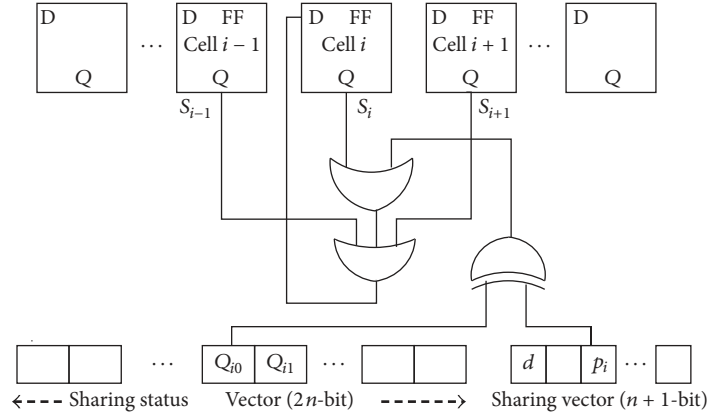 D D FF D FF D FF D
... Cell i − 1 Cell i Cell i + 1 ...
Q Q Q Q Q
S_{i−1} S_i S_{i+1}
... Q_{i0} Q_{i1} ... d p_i ...
Sharing status Vector (2n-bit) Sharing vector (n + 1-bit)